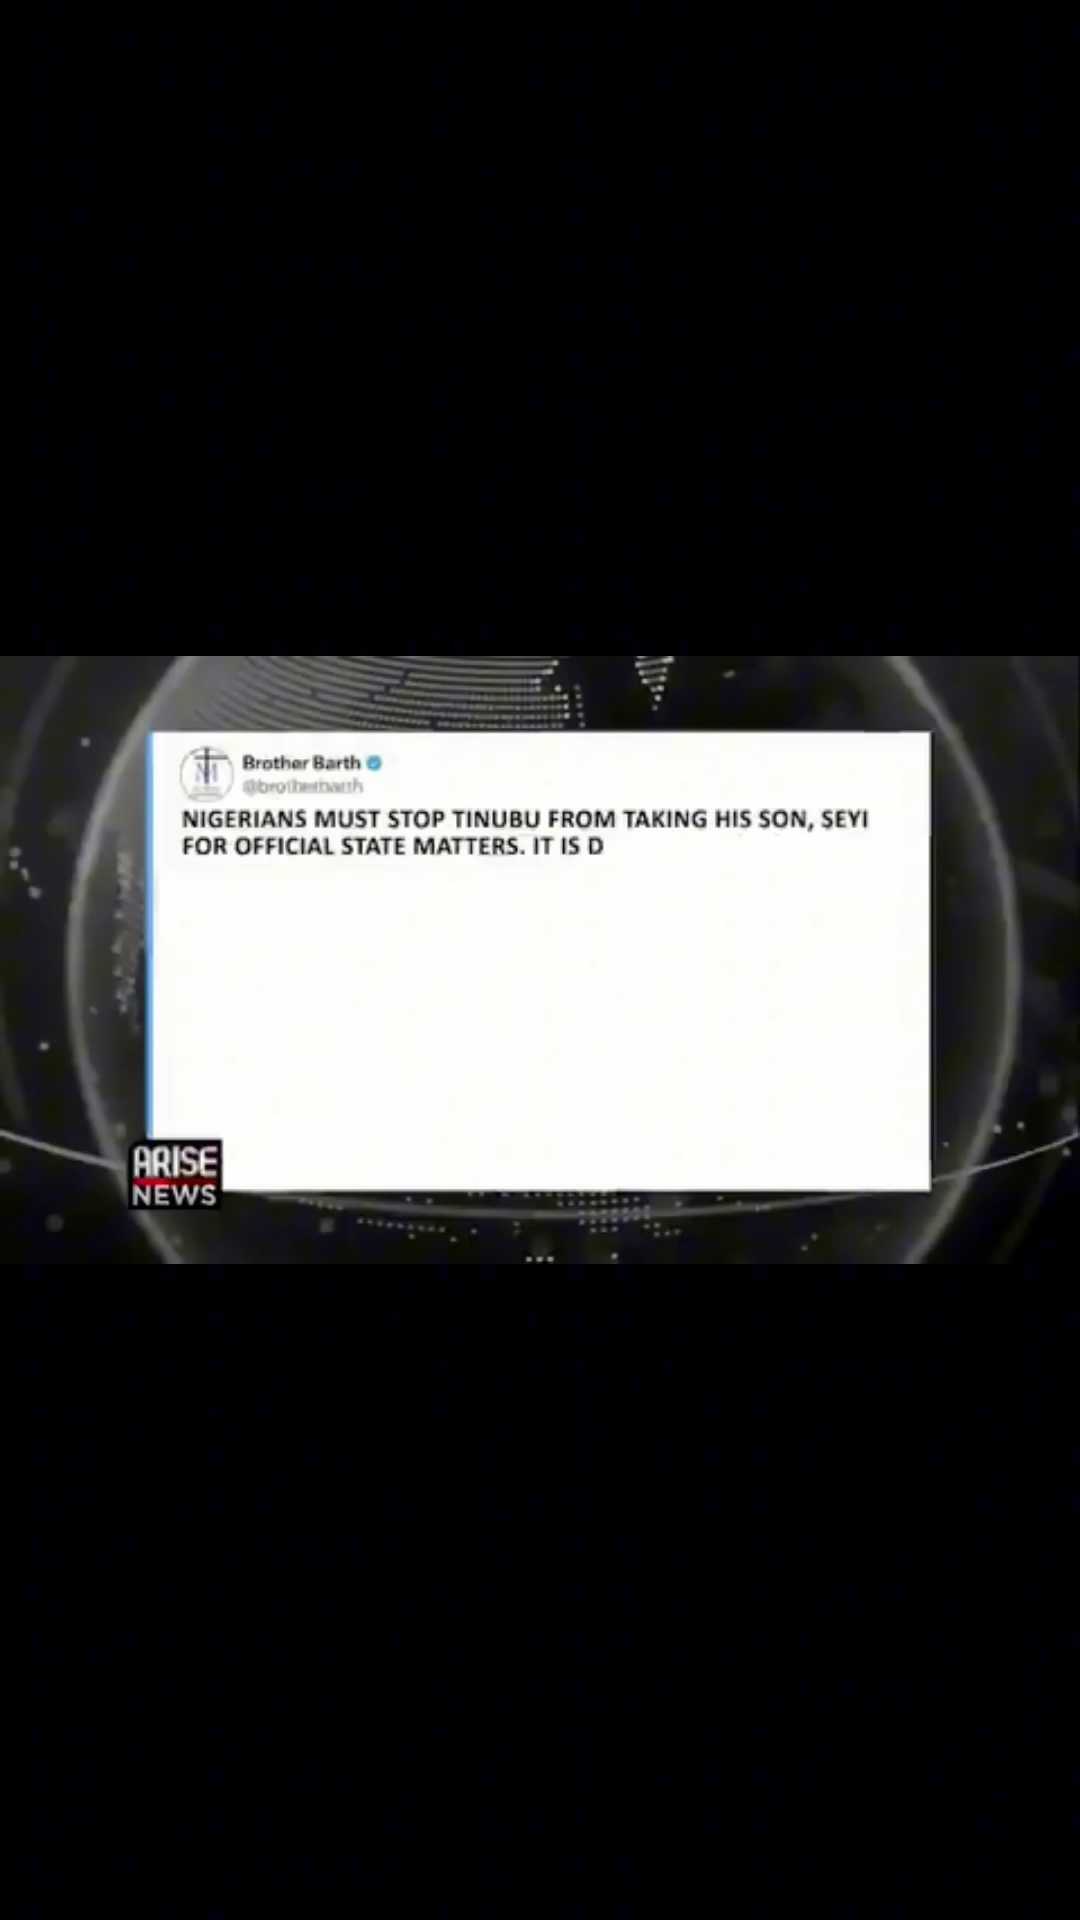 Brother Barth
@brotherbarth
NIGERIANS MUST STOP TINUBU FROM TAKING HIS SON, SEYI
FOR OFFICIAL STATE MATTERS. IT IS D
ARISE
NEWS